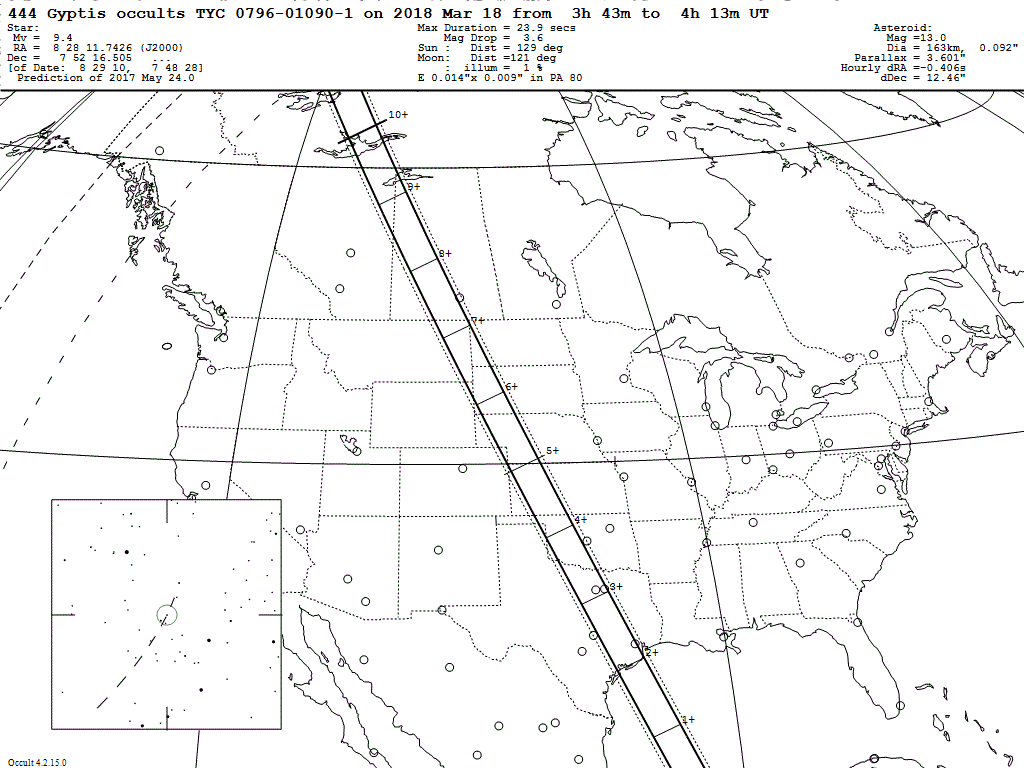 444 Gyptis occults TYC 0796-01090-1 on 2018 Mar 18 from  3h 43m to  4h 13m UT
Star:
Mv =  9.4
RA =  8 28 11.7426 (J2000)
Dec =   7 52 16.505   ...
[of Date:  8 29 10,   7 48 28]
Prediction of 2017 May 24.0
Max Duration = 23.9 secs
Mag Drop =  3.6
Sun :   Dist = 129 deg
Moon:   Dist =121 deg
:  illum =  1 %
E 0.014"x 0.009" in PA 80
Asteroid:
Mag =13.0
Dia = 163km,  0.092"
Parallax = 3.601"
Hourly dRA =-0.406s
dDec = 12.46"
10+
9+
8+
7+
6+
5+
4+
3+
2+
1+
Occult 4.2.15.0